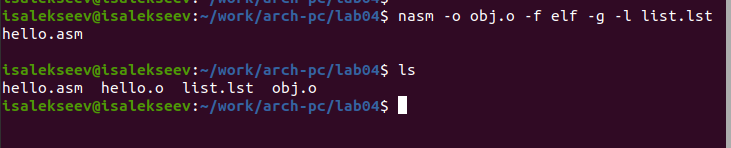 isalekseev@isalekseev:~/work/arch-pc/lab04$ nasm -o obj.o -f elf -g -l list.lst
hello.asm
isalekseev@isalekseev:~/work/arch-pc/lab04$ ls
hello.asm  hello.o  list.lst  obj.o
isalekseev@isalekseev:~/work/arch-pc/lab04$